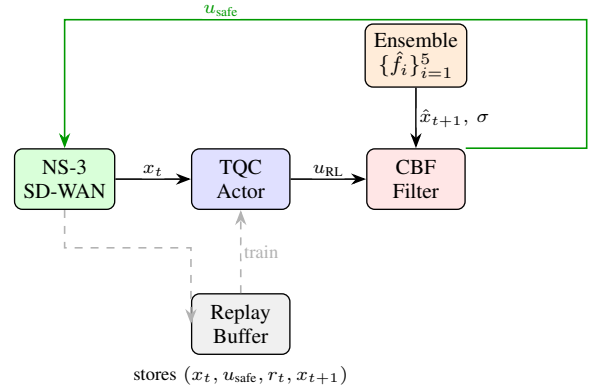 u_safe
Ensemble
{f̂_i}_{i=1}^5
x̂_{t+1}, σ
NS-3
SD-WAN
x_t
TQC
Actor
u_RL
CBF
Filter
train
Replay
Buffer
stores (x_t, u_safe, r_t, x_{t+1})